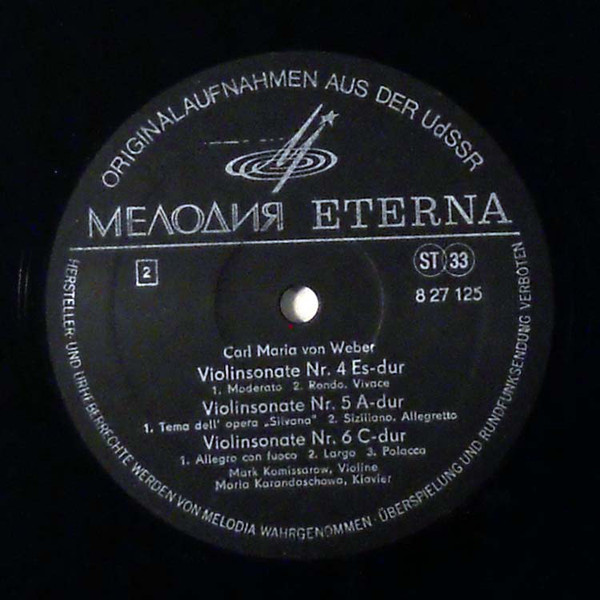 ORIGINALAUFNAHMEN AUS DER UdSSR
МЕЛОДИЯ ETERNA
2
ST 33
8 27 125
Carl Maria von Weber
Violinsonate Nr. 4 Es-dur
1. Moderato 2. Rondo. Vivace
Violinsonate Nr. 5 A-dur
1. Tema dell' opera „Silvana" 2. Siziliano. Allegretto
Violinsonate Nr. 6 C-dur
1. Allegro con fuoco 2. Largo 3. Polacca
Mark Komissarow, Violine
Maria Karandaschowa, Klavier
HERSTELLER- UND URHEBERRECHTE WERDEN VON MELODIA WAHRGENOMMEN · ÜBERSPIELUNG UND RUNDFUNKSENDUNG VERBOTEN